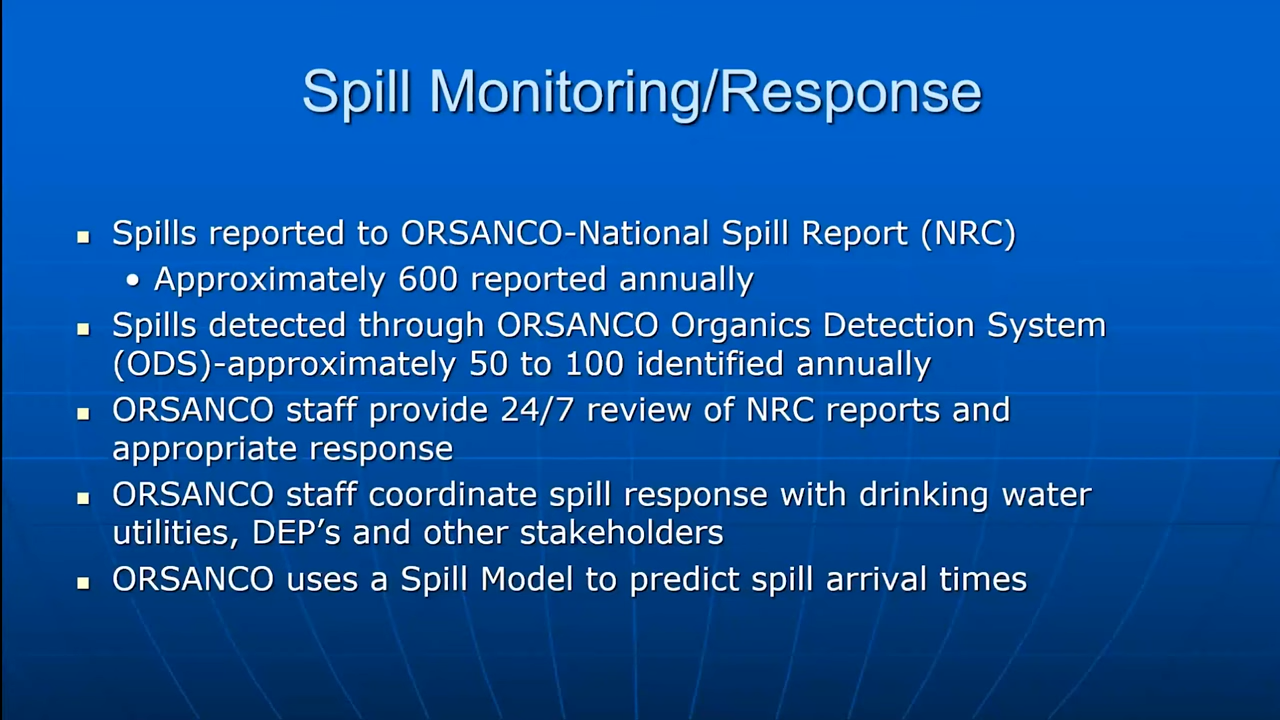 Spill Monitoring/Response
Spills reported to ORSANCO-National Spill Report (NRC)
Approximately 600 reported annually
Spills detected through ORSANCO Organics Detection System
(ODS)-approximately 50 to 100 identified annually
ORSANCO staff provide 24/7 review of NRC reports and
appropriate response
ORSANCO staff coordinate spill response with drinking water
utilities, DEP’s and other stakeholders
ORSANCO uses a Spill Model to predict spill arrival times